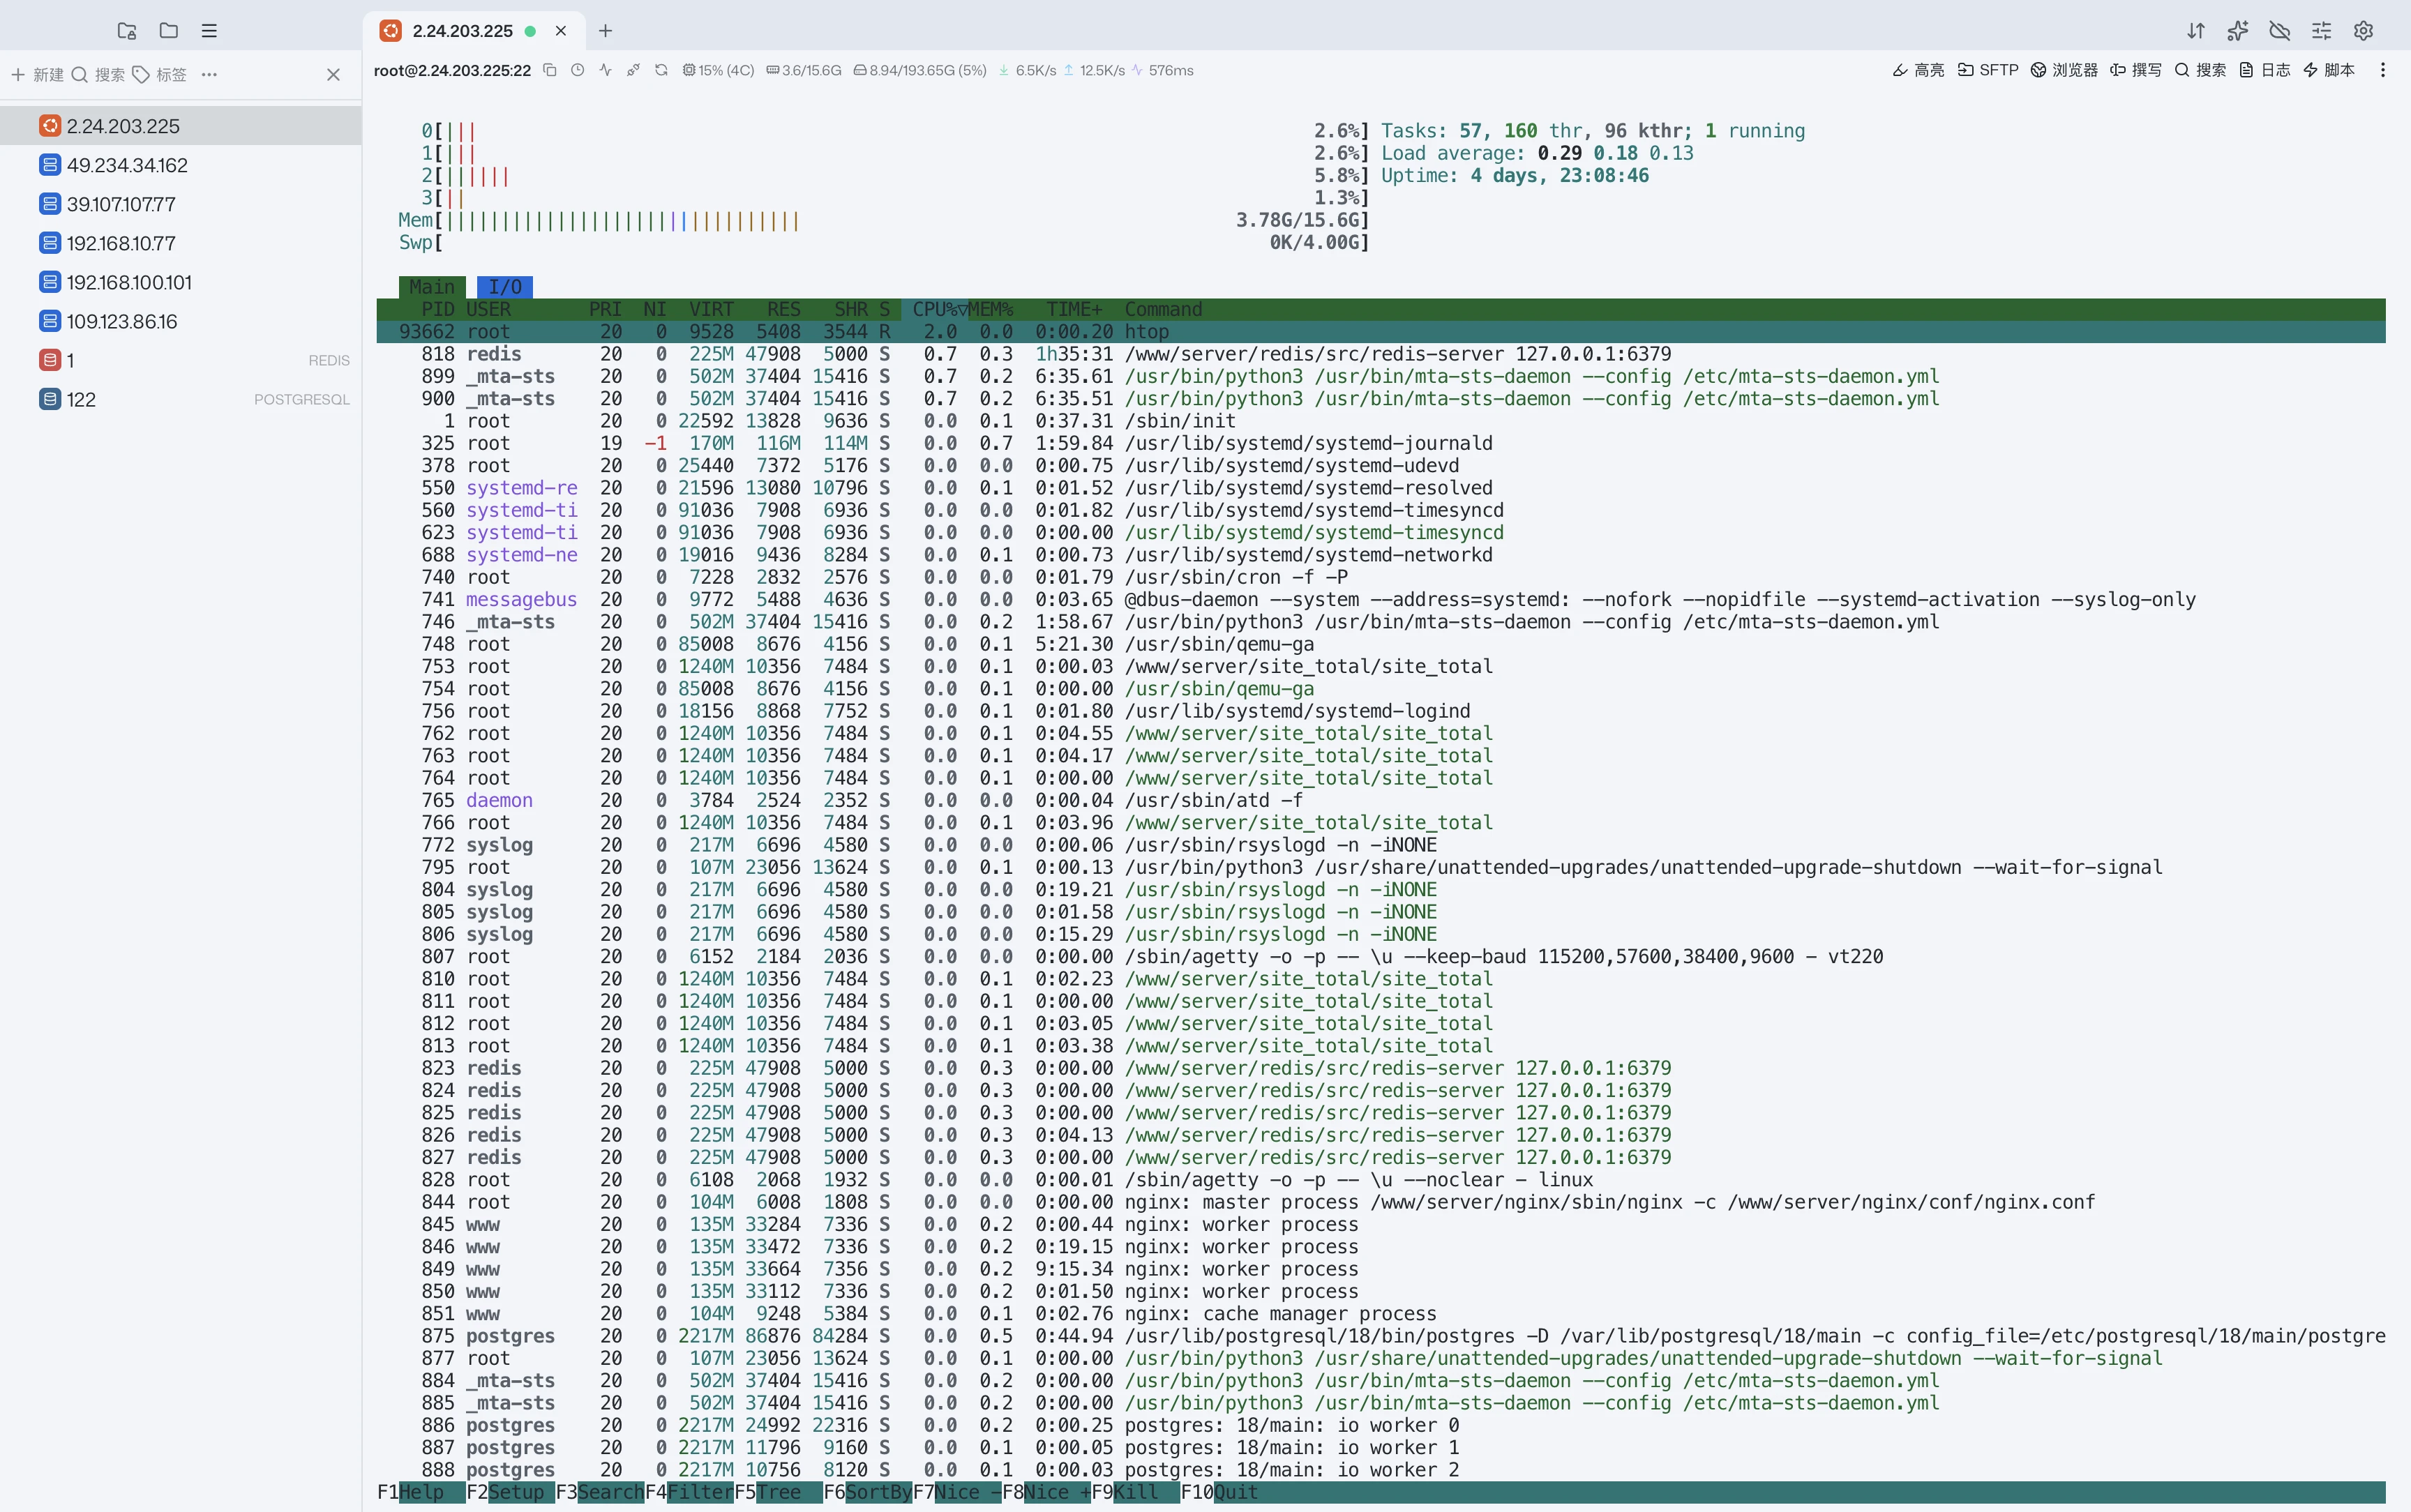 2.24.203.225
新建 搜索 标签 ...
root@2.24.203.225:22 15% (4C) 3.6/15.6G 8.94/193.65G (5%) 6.5K/s 12.5K/s 576ms
高亮 SFTP 浏览器 撰写 搜索 日志 脚本
2.24.203.225
49.234.34.162
39.107.107.77
192.168.10.77
192.168.100.101
109.123.86.16
1 REDIS
122 POSTGRESQL
0[||| 2.6%] Tasks: 57, 160 thr, 96 kthr; 1 running
1[||| 2.6%] Load average: 0.29 0.18 0.13
2[|||||| 5.8%] Uptime: 4 days, 23:08:46
3[|| 1.3%]
Mem[|||||||||||||||||||||||||||||||| 3.78G/15.6G]
Swp[ 0K/4.00G]
Main I/O
PID USER PRI NI VIRT RES SHR S CPU%▽MEM% TIME+ Command
93662 root 20 0 9528 5408 3544 R 2.0 0.0 0:00.20 htop
818 redis 20 0 225M 47908 5000 S 0.7 0.3 1h35:31 /www/server/redis/src/redis-server 127.0.0.1:6379
899 _mta-sts 20 0 502M 37404 15416 S 0.7 0.2 6:35.61 /usr/bin/python3 /usr/bin/mta-sts-daemon --config /etc/mta-sts-daemon.yml
900 _mta-sts 20 0 502M 37404 15416 S 0.7 0.2 6:35.51 /usr/bin/python3 /usr/bin/mta-sts-daemon --config /etc/mta-sts-daemon.yml
1 root 20 0 22592 13828 9636 S 0.0 0.1 0:37.31 /sbin/init
325 root 19 -1 170M 116M 114M S 0.0 0.7 1:59.84 /usr/lib/systemd/systemd-journald
378 root 20 0 25440 7372 5176 S 0.0 0.0 0:00.75 /usr/lib/systemd/systemd-udevd
550 systemd-re 20 0 21596 13080 10796 S 0.0 0.1 0:01.52 /usr/lib/systemd/systemd-resolved
560 systemd-ti 20 0 91036 7908 6936 S 0.0 0.0 0:01.82 /usr/lib/systemd/systemd-timesyncd
623 systemd-ti 20 0 91036 7908 6936 S 0.0 0.0 0:00.00 /usr/lib/systemd/systemd-timesyncd
688 systemd-ne 20 0 19016 9436 8284 S 0.0 0.1 0:00.73 /usr/lib/systemd/systemd-networkd
740 root 20 0 7228 2832 2576 S 0.0 0.0 0:01.79 /usr/sbin/cron -f -P
741 messagebus 20 0 9772 5488 4636 S 0.0 0.0 0:03.65 @dbus-daemon --system --address=systemd: --nofork --nopidfile --systemd-activation --syslog-only
746 _mta-sts 20 0 502M 37404 15416 S 0.0 0.2 1:58.67 /usr/bin/python3 /usr/bin/mta-sts-daemon --config /etc/mta-sts-daemon.yml
748 root 20 0 85008 8676 4156 S 0.0 0.1 5:21.30 /usr/sbin/qemu-ga
753 root 20 0 1240M 10356 7484 S 0.0 0.1 0:00.03 /www/server/site_total/site_total
754 root 20 0 85008 8676 4156 S 0.0 0.1 0:00.00 /usr/sbin/qemu-ga
756 root 20 0 18156 8868 7752 S 0.0 0.1 0:01.80 /usr/lib/systemd/systemd-logind
762 root 20 0 1240M 10356 7484 S 0.0 0.1 0:04.55 /www/server/site_total/site_total
763 root 20 0 1240M 10356 7484 S 0.0 0.1 0:04.17 /www/server/site_total/site_total
764 root 20 0 1240M 10356 7484 S 0.0 0.1 0:00.00 /www/server/site_total/site_total
765 daemon 20 0 3784 2524 2352 S 0.0 0.0 0:00.04 /usr/sbin/atd -f
766 root 20 0 1240M 10356 7484 S 0.0 0.1 0:03.96 /www/server/site_total/site_total
772 syslog 20 0 217M 6696 4580 S 0.0 0.0 0:00.06 /usr/sbin/rsyslogd -n -iNONE
795 root 20 0 107M 23056 13624 S 0.0 0.1 0:00.13 /usr/bin/python3 /usr/share/unattended-upgrades/unattended-upgrade-shutdown --wait-for-signal
804 syslog 20 0 217M 6696 4580 S 0.0 0.0 0:19.21 /usr/sbin/rsyslogd -n -iNONE
805 syslog 20 0 217M 6696 4580 S 0.0 0.0 0:01.58 /usr/sbin/rsyslogd -n -iNONE
806 syslog 20 0 217M 6696 4580 S 0.0 0.0 0:15.29 /usr/sbin/rsyslogd -n -iNONE
807 root 20 0 6152 2184 2036 S 0.0 0.0 0:00.00 /sbin/agetty -o -p -- \u --keep-baud 115200,57600,38400,9600 - vt220
810 root 20 0 1240M 10356 7484 S 0.0 0.1 0:02.23 /www/server/site_total/site_total
811 root 20 0 1240M 10356 7484 S 0.0 0.1 0:00.00 /www/server/site_total/site_total
812 root 20 0 1240M 10356 7484 S 0.0 0.1 0:03.05 /www/server/site_total/site_total
813 root 20 0 1240M 10356 7484 S 0.0 0.1 0:03.38 /www/server/site_total/site_total
823 redis 20 0 225M 47908 5000 S 0.0 0.3 0:00.00 /www/server/redis/src/redis-server 127.0.0.1:6379
824 redis 20 0 225M 47908 5000 S 0.0 0.3 0:00.00 /www/server/redis/src/redis-server 127.0.0.1:6379
825 redis 20 0 225M 47908 5000 S 0.0 0.3 0:00.00 /www/server/redis/src/redis-server 127.0.0.1:6379
826 redis 20 0 225M 47908 5000 S 0.0 0.3 0:04.13 /www/server/redis/src/redis-server 127.0.0.1:6379
827 redis 20 0 225M 47908 5000 S 0.0 0.3 0:00.00 /www/server/redis/src/redis-server 127.0.0.1:6379
828 root 20 0 6108 2068 1932 S 0.0 0.0 0:00.01 /sbin/agetty -o -p -- \u --noclear - linux
844 root 20 0 104M 6008 1808 S 0.0 0.0 0:00.00 nginx: master process /www/server/nginx/sbin/nginx -c /www/server/nginx/conf/nginx.conf
845 www 20 0 135M 33284 7336 S 0.0 0.2 0:00.44 nginx: worker process
846 www 20 0 135M 33472 7336 S 0.0 0.2 0:19.15 nginx: worker process
849 www 20 0 135M 33664 7356 S 0.0 0.2 9:15.34 nginx: worker process
850 www 20 0 135M 33112 7336 S 0.0 0.2 0:01.50 nginx: worker process
851 www 20 0 104M 9248 5384 S 0.0 0.1 0:02.76 nginx: cache manager process
875 postgres 20 0 2217M 86876 84284 S 0.0 0.5 0:44.94 /usr/lib/postgresql/18/bin/postgres -D /var/lib/postgresql/18/main -c config_file=/etc/postgresql/18/main/postgre
877 root 20 0 107M 23056 13624 S 0.0 0.1 0:00.00 /usr/bin/python3 /usr/share/unattended-upgrades/unattended-upgrade-shutdown --wait-for-signal
884 _mta-sts 20 0 502M 37404 15416 S 0.0 0.2 0:00.00 /usr/bin/python3 /usr/bin/mta-sts-daemon --config /etc/mta-sts-daemon.yml
885 _mta-sts 20 0 502M 37404 15416 S 0.0 0.2 0:00.00 /usr/bin/python3 /usr/bin/mta-sts-daemon --config /etc/mta-sts-daemon.yml
886 postgres 20 0 2217M 24992 22316 S 0.0 0.2 0:00.25 postgres: 18/main: io worker 0
887 postgres 20 0 2217M 11796 9160 S 0.0 0.1 0:00.05 postgres: 18/main: io worker 1
888 postgres 20 0 2217M 10756 8120 S 0.0 0.1 0:00.03 postgres: 18/main: io worker 2
F1Help F2Setup F3SearchF4FilterF5Tree F6SortByF7Nice -F8Nice +F9Kill F10Quit